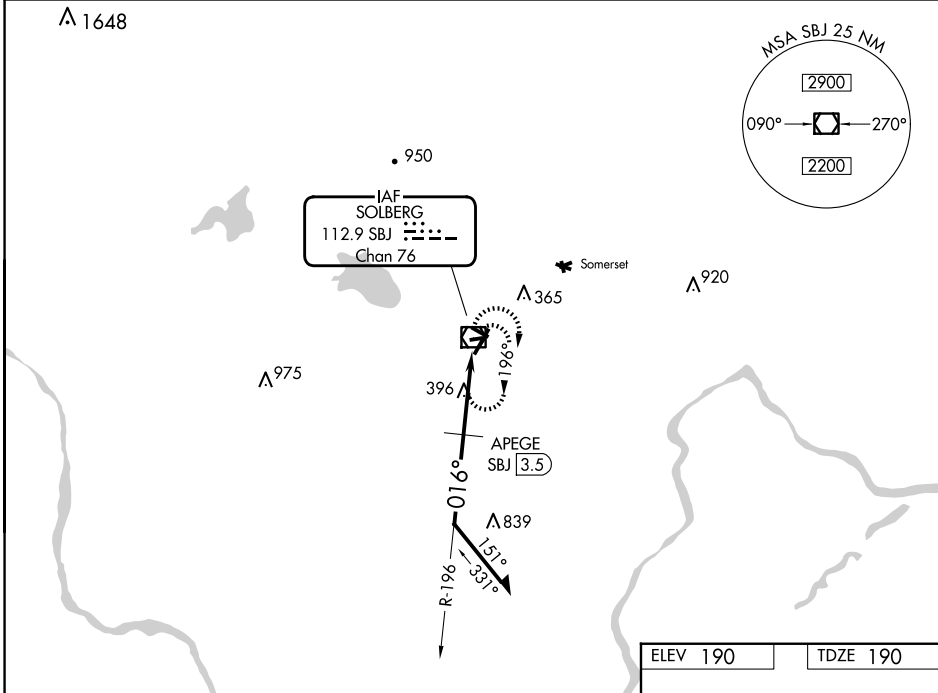 1648
MSA SBJ 25 NM
2900
090°
270°
2200
950
IAF
SOLBERG
112.9 SBJ
Chan 76
Somerset
365
920
196°
975
396
APEGE
SBJ 3.5
016°
839
151°
331°
R-196
ELEV 190
TDZE 190